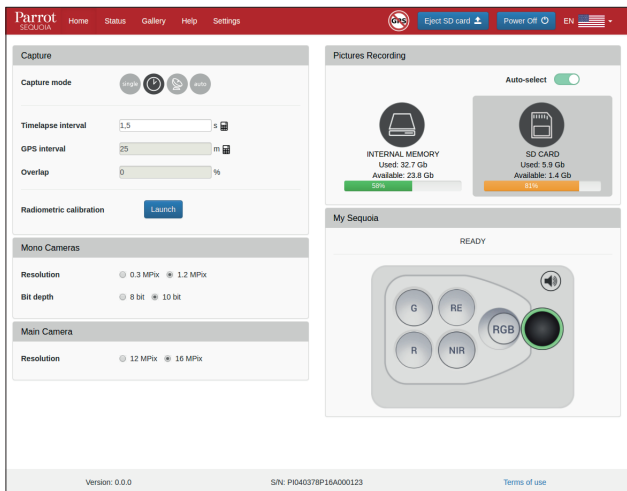 Parrot
SEQUOIA
Home Status Gallery Help Settings
GPS
Eject SD card
Power Off
EN
Capture
Capture mode
single
auto
Timelapse interval 1,5 s
GPS interval 25 m
Overlap 0 %
Radiometric calibration Launch
Mono Cameras
Resolution 0.3 MPix 1.2 MPix
Bit depth 8 bit 10 bit
Main Camera
Resolution 12 MPix 16 MPix
Pictures Recording
Auto-select
INTERNAL MEMORY
Used: 32.7 Gb
Available: 23.8 Gb
58%
SD CARD
Used: 5.9 Gb
Available: 1.4 Gb
81%
My Sequoia
READY
G RE
RGB
R NIR
Version: 0.0.0 S/N: PI040378P16A000123 Terms of use